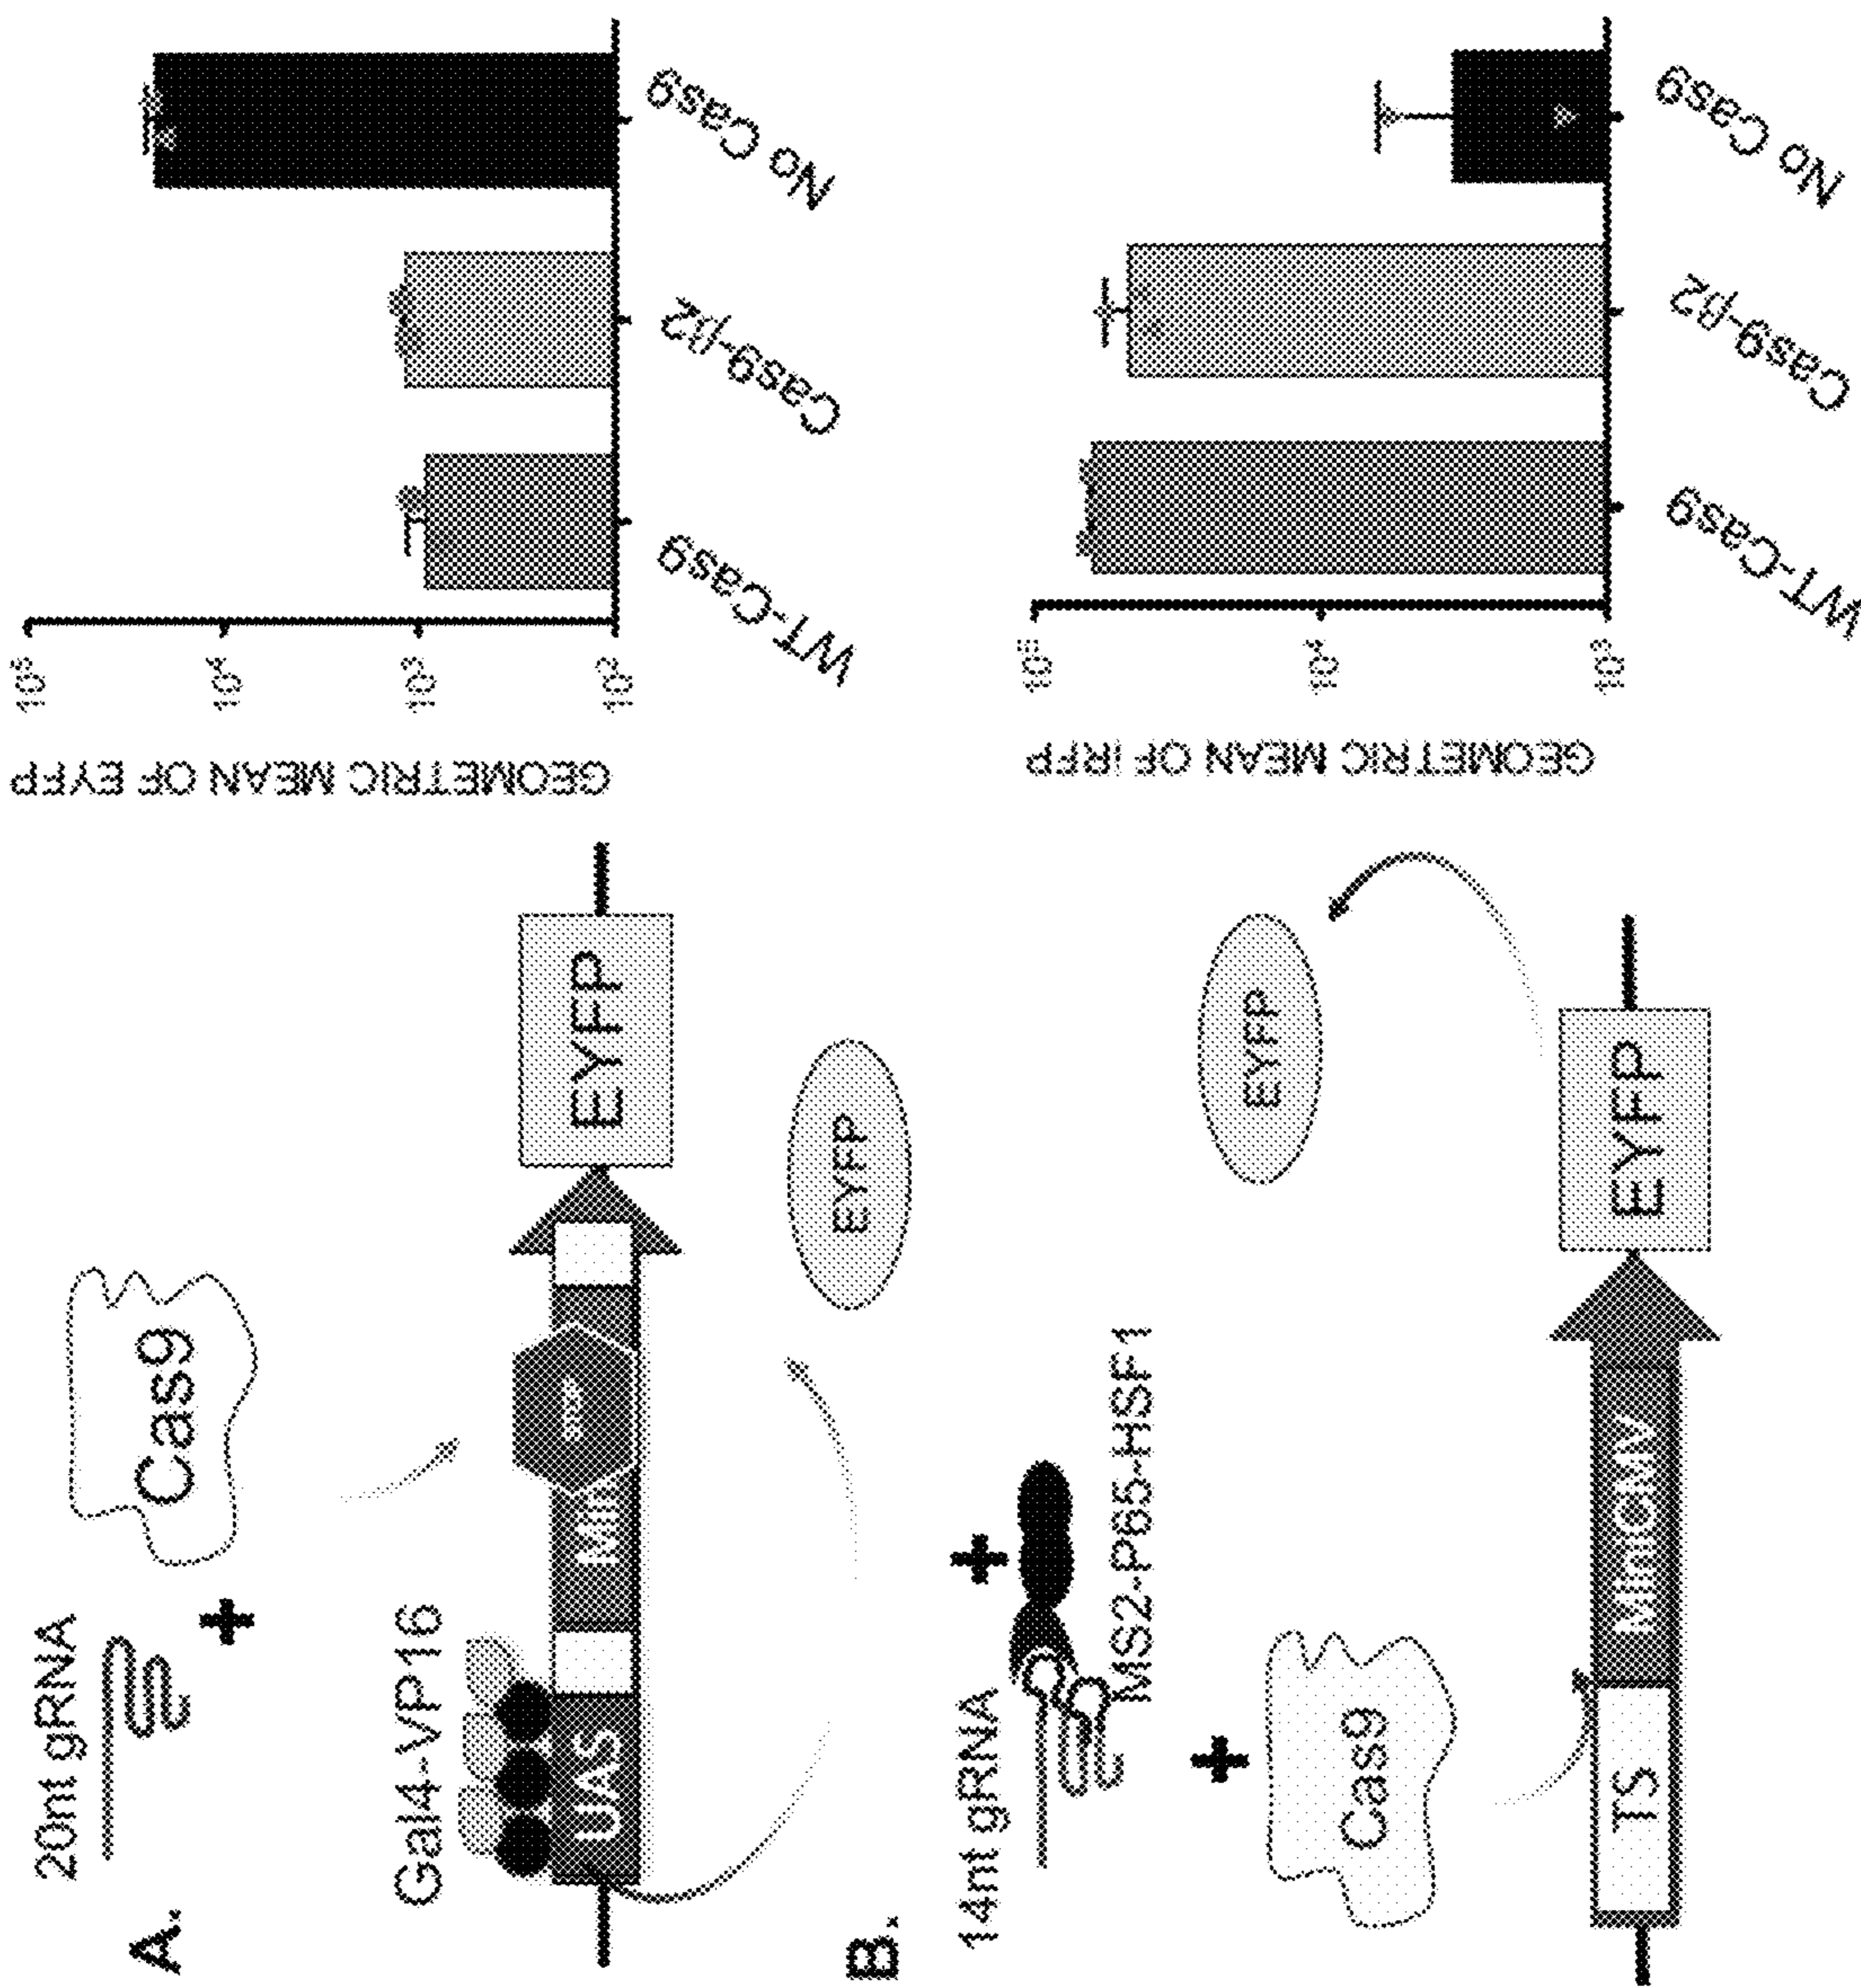 A.
20nt gRNA
+
Cas9
Gal4-VP16
UAS
Min
EYFP
EYFP
GEOMETRIC MEAN OF EYFP
10⁵
10⁴
10³
10²
WT-Cas9
Cas9-β2
No Cas9
B.
14nt gRNA
+
MS2-P65-HSF1
+
Cas9
TS
MiniCMV
EYFP
EYFP
GEOMETRIC MEAN OF iRFP
10⁵
10⁴
10³
WT-Cas9
Cas9-β2
No Cas9